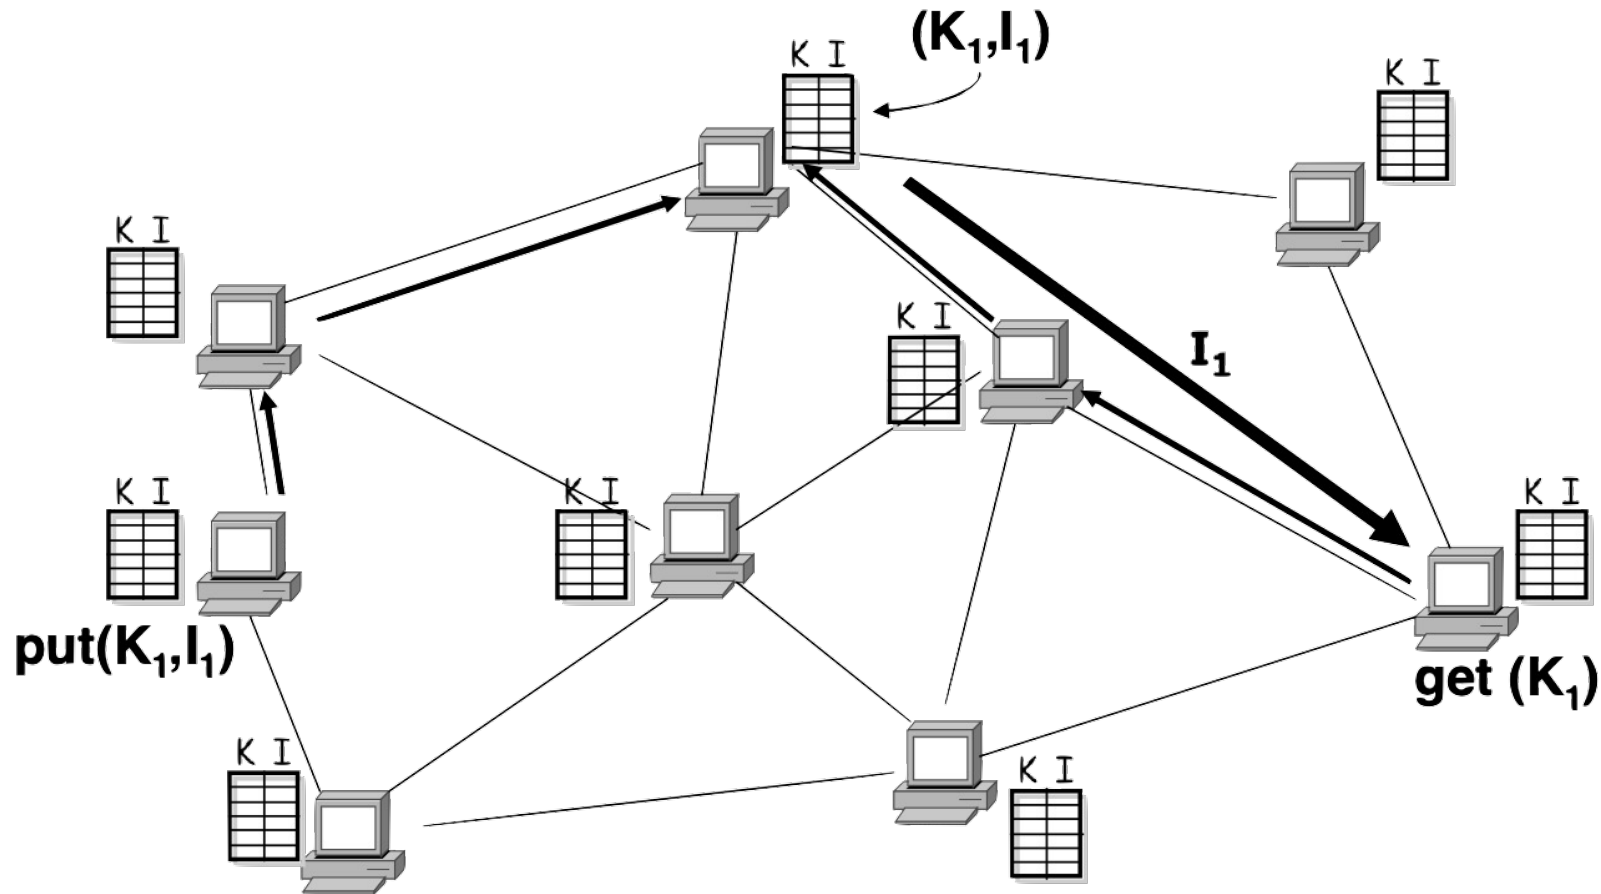 (K₁,I₁)
K I
K I
K I
K I
I₁
K I
K I
K I
put(K₁,I₁)
get (K₁)
K I
K I